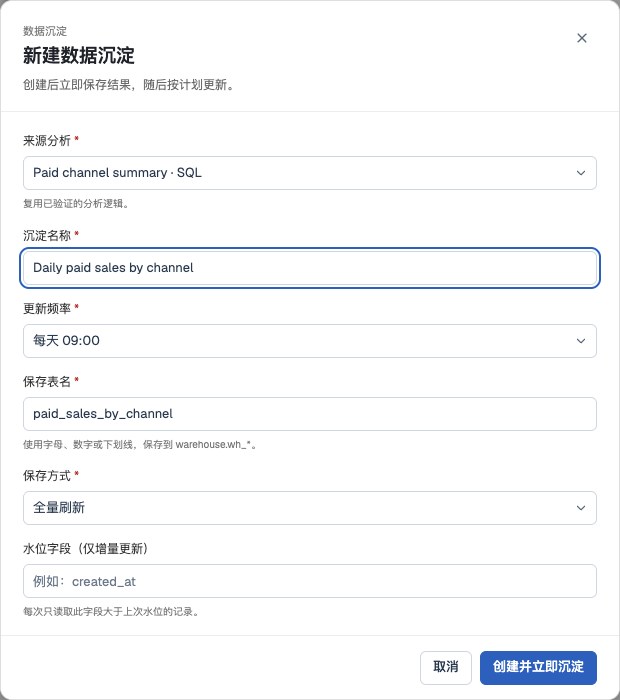 数据沉淀
新建数据沉淀
创建后立即保存结果，随后按计划更新。
来源分析 *
Paid channel summary · SQL
复用已验证的分析逻辑。
沉淀名称 *
Daily paid sales by channel
更新频率 *
每天 09:00
保存表名 *
paid_sales_by_channel
使用字母、数字或下划线，保存到 warehouse.wh_*。
保存方式 *
全量刷新
水位字段（仅增量更新）
例如：created_at
每次只读取此字段大于上次水位的记录。
取消
创建并立即沉淀